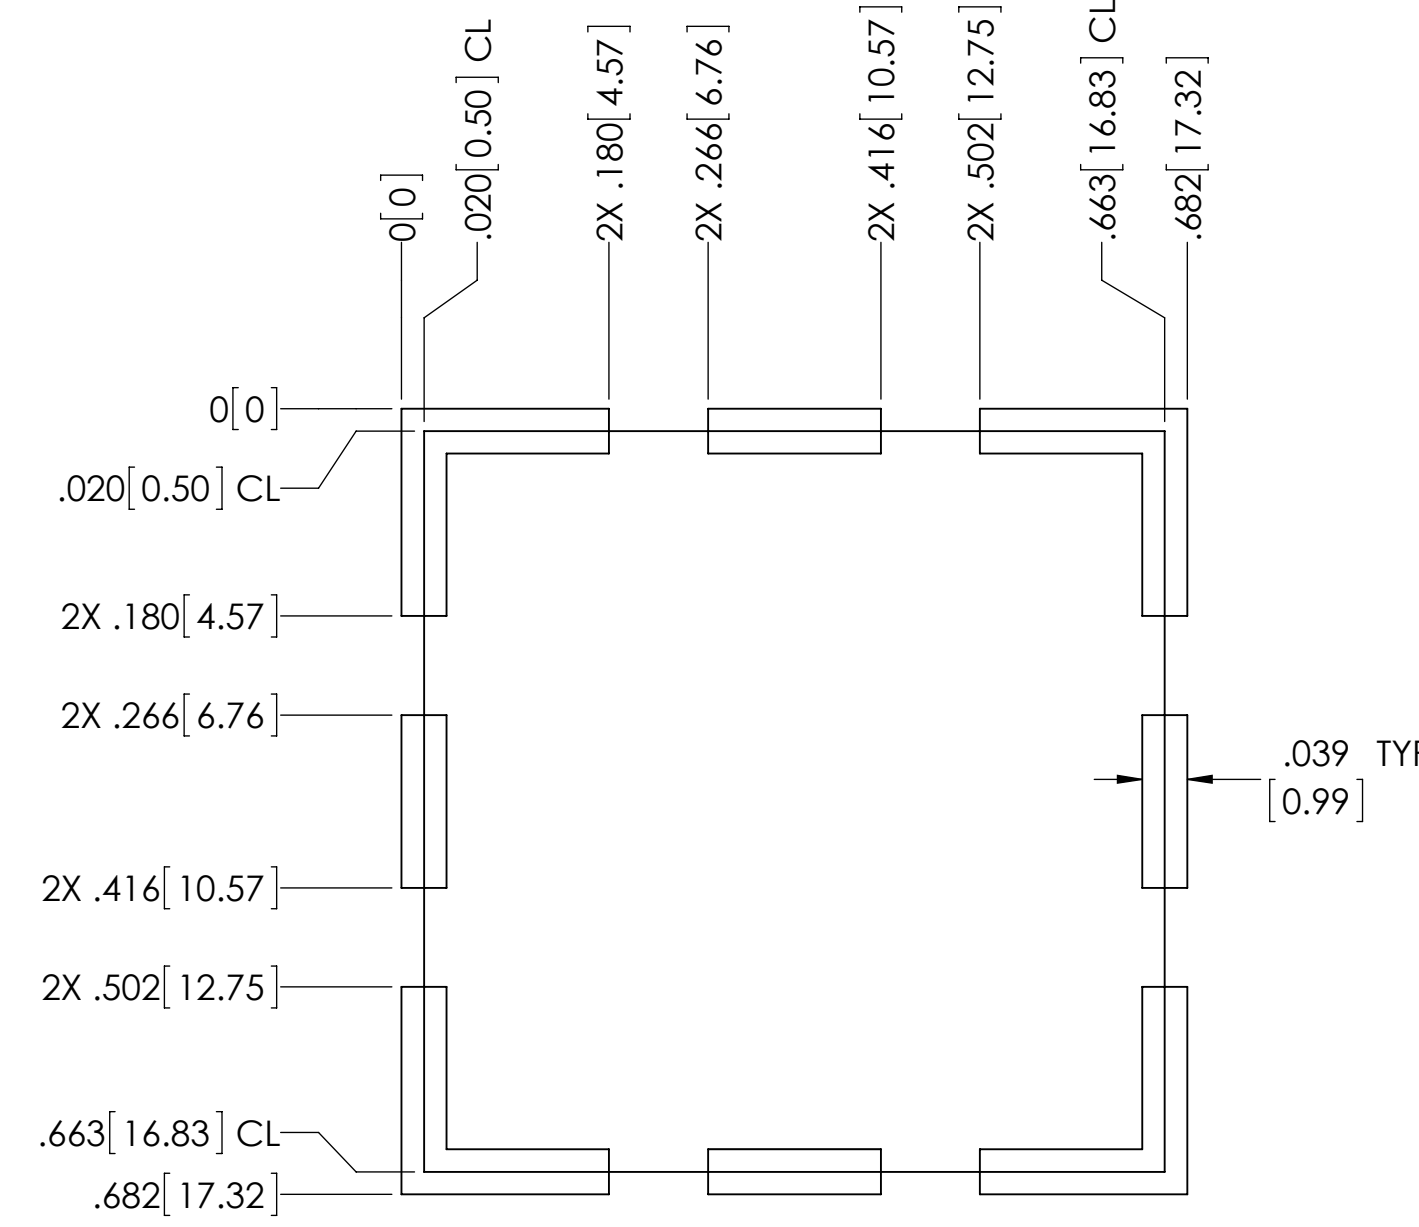 0[0]
.020[0.50] CL
2X .180[4.57]
2X .266[6.76]
2X .416[10.57]
2X .502[12.75]
.663[16.83] CL
.682[17.32]
0[0]
.020[0.50] CL
2X .180[4.57]
2X .266[6.76]
.039
[0.99]
2X .416[10.57]
2X .502[12.75]
.663[16.83] CL
.682[17.32]